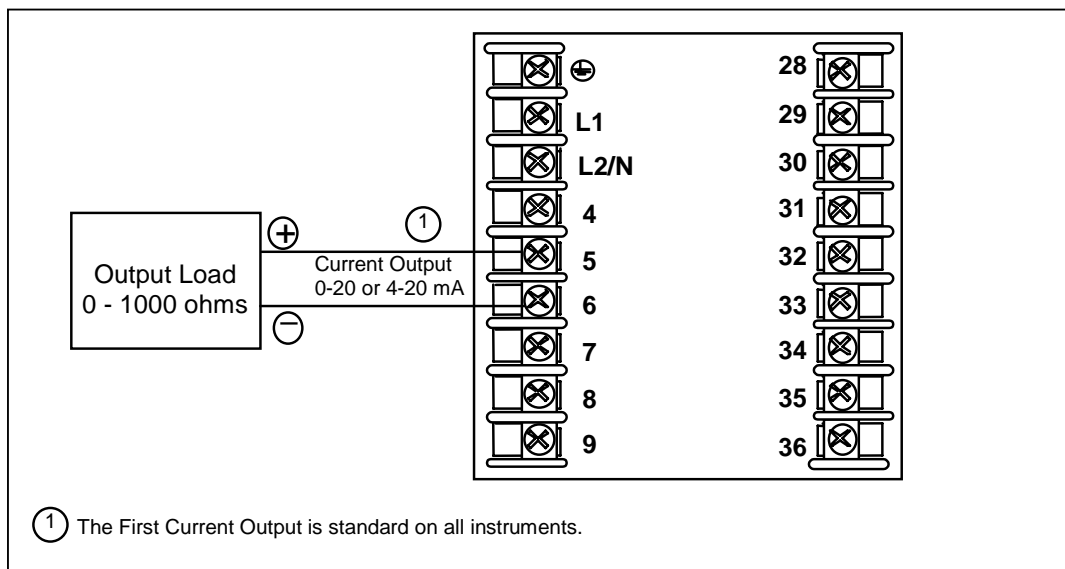 L1
L2/N
4
5
6
7
8
9
28
29
30
31
32
33
34
35
36
+
1
Current Output
0-20 or 4-20 mA
−
Output Load
0 - 1000 ohms
1 The First Current Output is standard on all instruments.